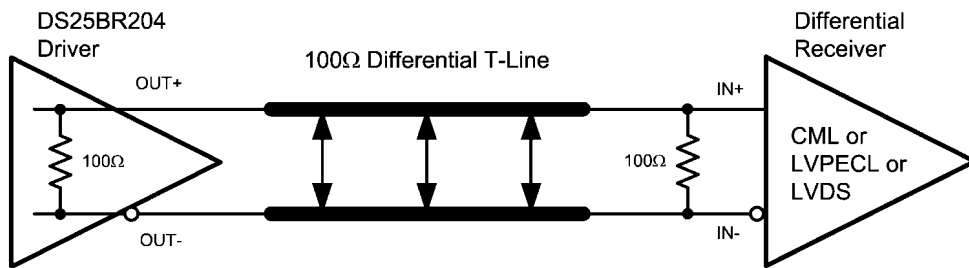 DS25BR204
Driver
Differential
Receiver
100Ω Differential T-Line
OUT+
IN+
100Ω
100Ω
CML or
LVPECL or
LVDS
OUT-
IN-